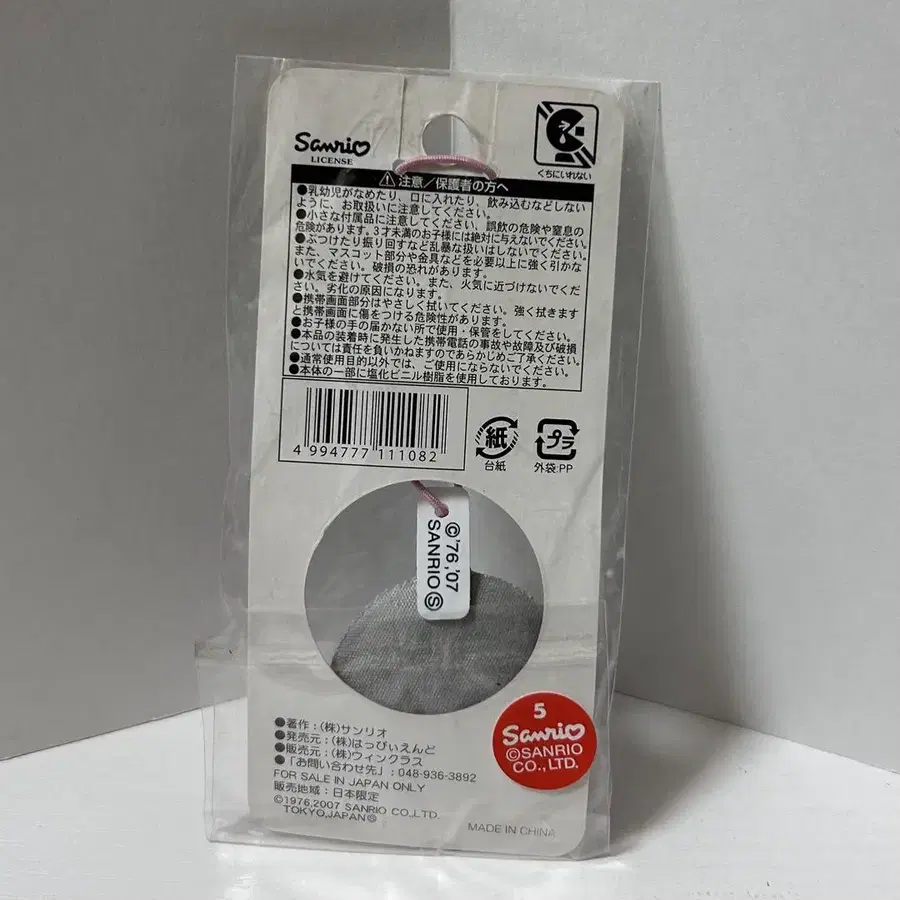 Sanrio
LICENSE
くちにいれない
⚠注意/保護者の方へ
●乳幼児がなめたり、口に入れたり、飲み込むなどしない
ように、お取扱いに注意してください。
●小さな付属品に注意してください、誤飲の危険や窒息の
危険があります。3才未満のお子様には絶対に与えないでください。
●ぶつけたり振り回すなど乱暴な扱いはしないでください。
また、マスコット部分や金具などを必要以上に強く引かな
いでください。破損の恐れがあります。
●水気を避けてください。また、火気に近づけないでくだ
さい。劣化の原因になります。
●携帯画面部分はやさしく拭いてください。強く拭きます
と携帯画面に傷をつける危険性があります。
●お子様の手の届かない所で使用・保管をしてください。
●本品の装着時に発生した携帯電話の事故や故障及び破損
については責任を負いかねますのであらかじめご了承ください。
●通常使用目的以外では、ご使用にならないでください。
●本体の一部に塩化ビニル樹脂を使用しております。
4 994777 111082
紙
台紙
プラ
外袋:PP
©'76,'07
SANRIO Ⓢ
●著作:(株)サンリオ
●発売元:(株)はっぴぃえんど
●販売元:(株)ウィンクラス
●「お問い合わせ先」:048-936-3892
FOR SALE IN JAPAN ONLY
販売地域:日本限定
©1976,2007 SANRIO CO.,LTD.
TOKYO,JAPAN Ⓢ
MADE IN CHINA
5
Sanrio
©SANRIO
CO.,LTD.